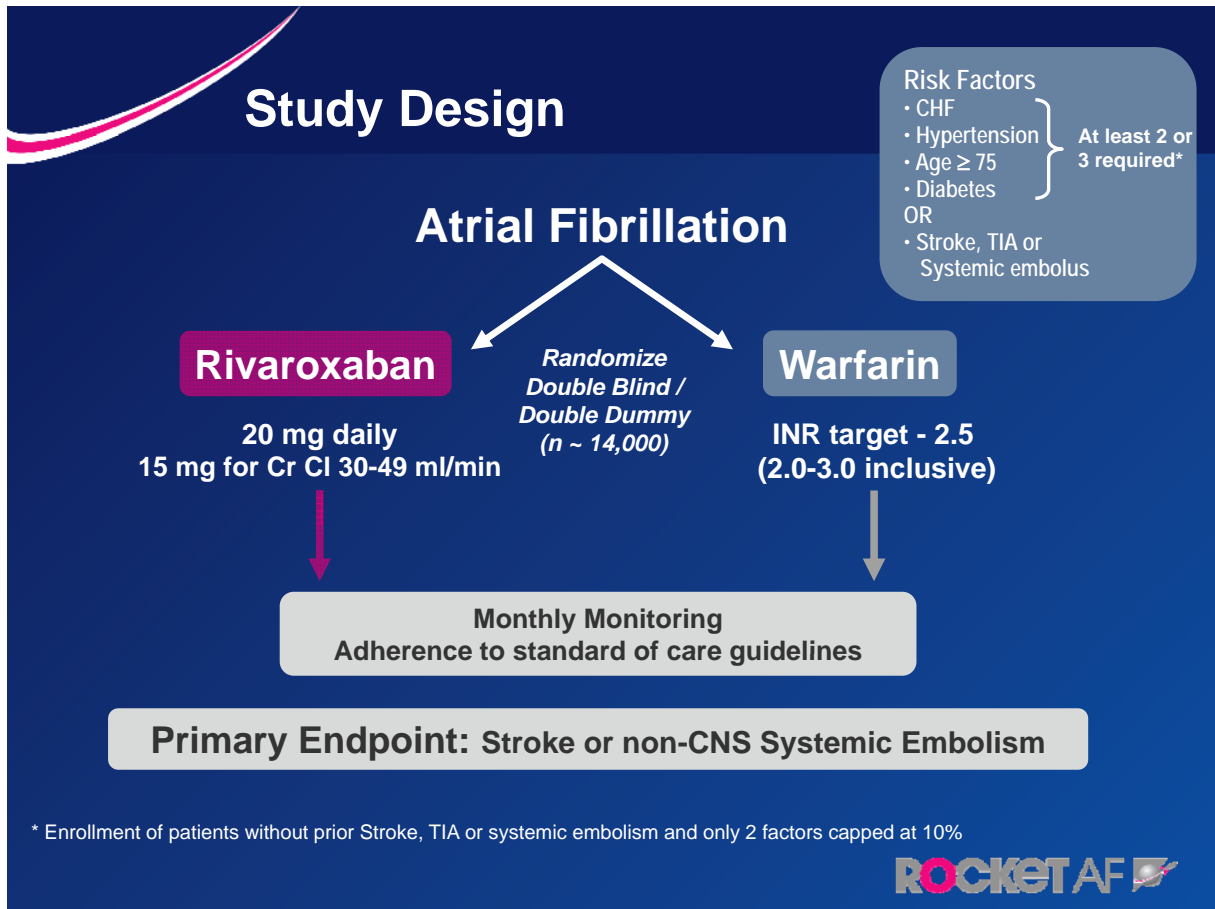 Study Design
Risk Factors
• CHF
• Hypertension
• Age ≥ 75
• Diabetes
At least 2 or
3 required*
OR
• Stroke, TIA or
Systemic embolus
Atrial Fibrillation
Rivaroxaban
20 mg daily
15 mg for Cr Cl 30-49 ml/min
Randomize
Double Blind /
Double Dummy
(n ~ 14,000)
Warfarin
INR target - 2.5
(2.0-3.0 inclusive)
Monthly Monitoring
Adherence to standard of care guidelines
Primary Endpoint: Stroke or non-CNS Systemic Embolism
* Enrollment of patients without prior Stroke, TIA or systemic embolism and only 2 factors capped at 10%
ROCKET AF